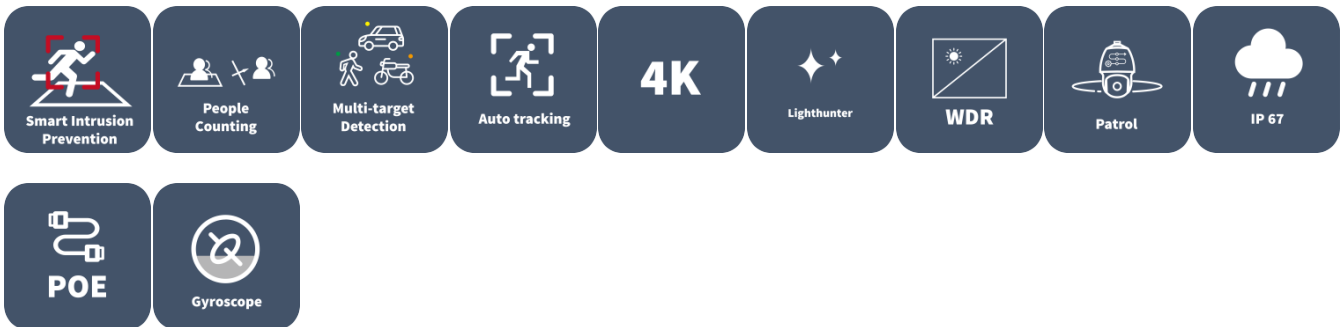 Smart Intrusion
Prevention
People
Counting
Multi-target
Detection
Auto tracking
4K
Lighthunter
WDR
Patrol
IP 67
POE
Gyroscope